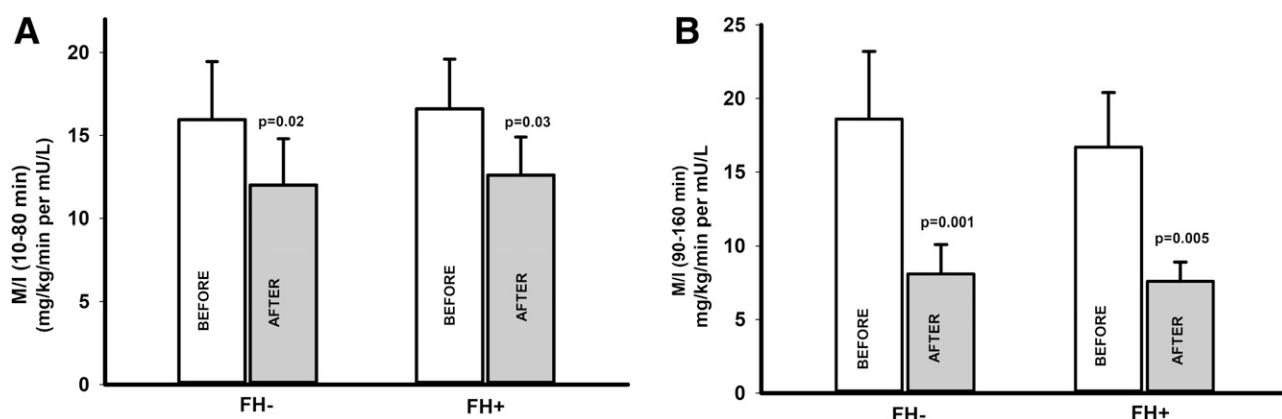 A
M/I (10-80 min)
(mg/kg/min per mU/L)
20
15
10
5
0
p=0.02
p=0.03
BEFORE
AFTER
BEFORE
AFTER
FH-
FH+
B
M/I (90-160 min)
mg/kg/min per mU/L
25
20
15
10
5
0
p=0.001
p=0.005
BEFORE
AFTER
BEFORE
AFTER
FH-
FH+